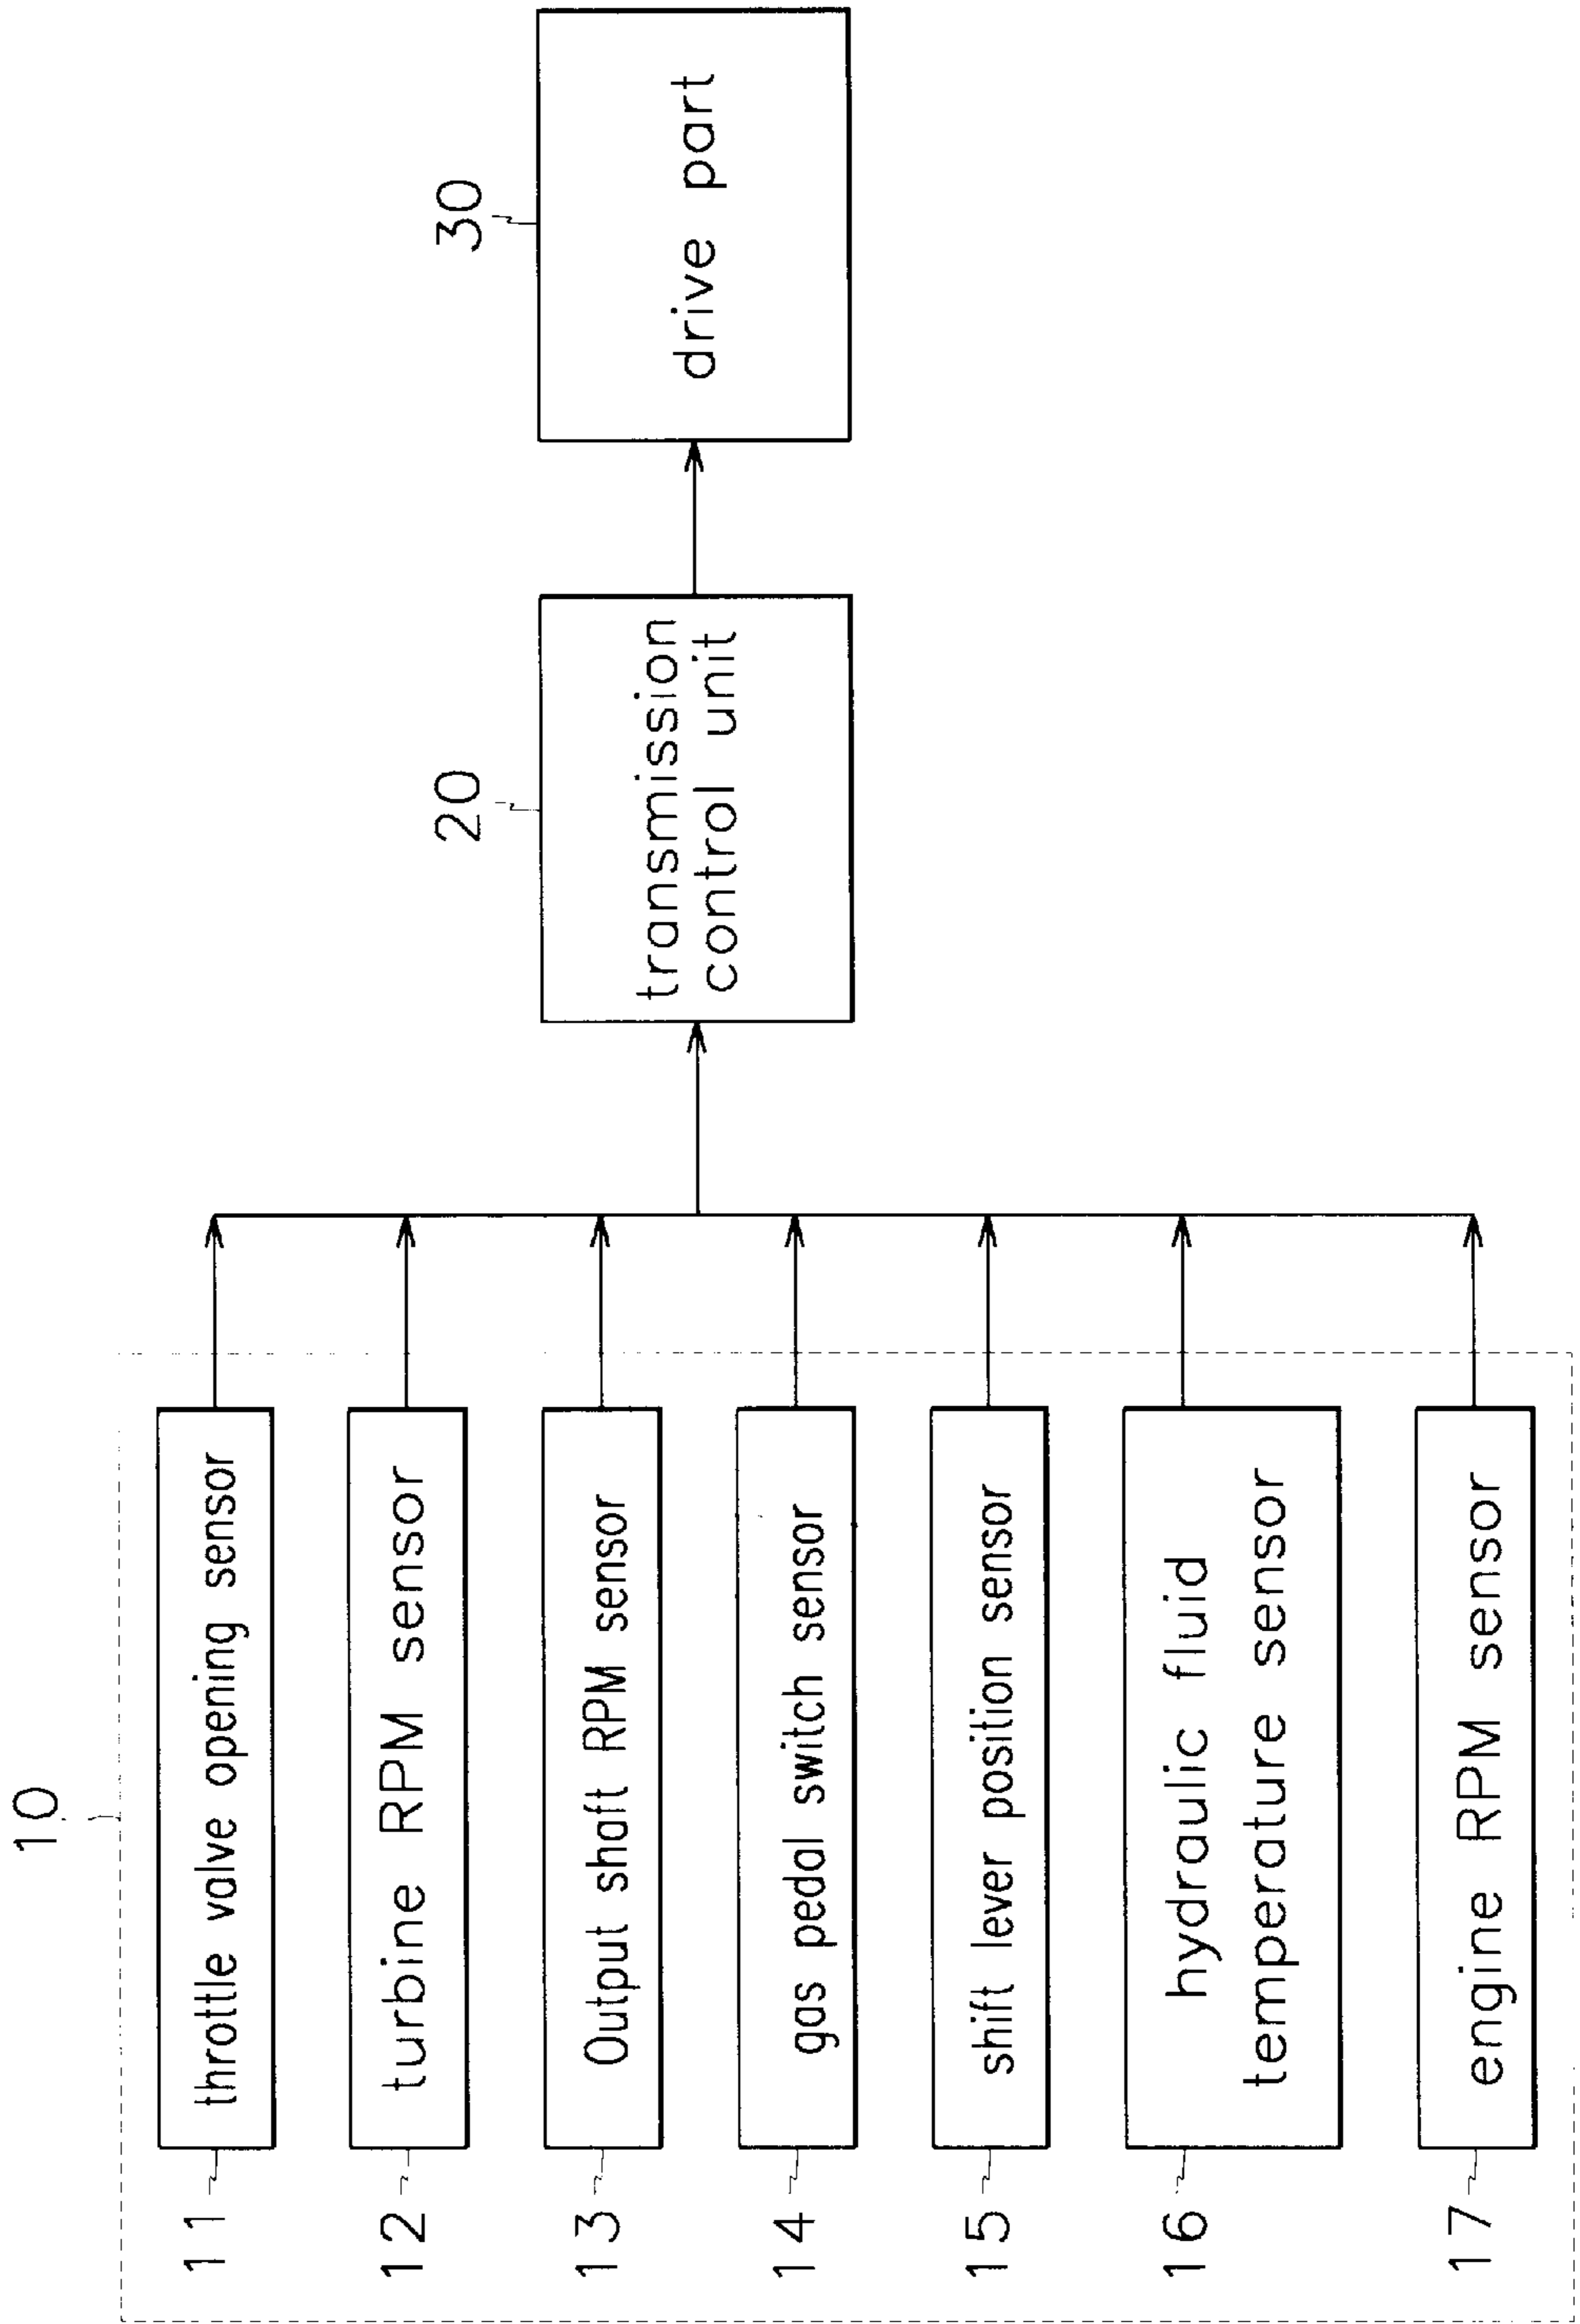 10
11
throttle valve opening sensor
12
turbine RPM sensor
13
Output shaft RPM sensor
14
gas pedal switch sensor
15
shift lever position sensor
16
hydraulic fluid
temperature sensor
17
engine RPM sensor
20
transmission
control unit
30
drive part